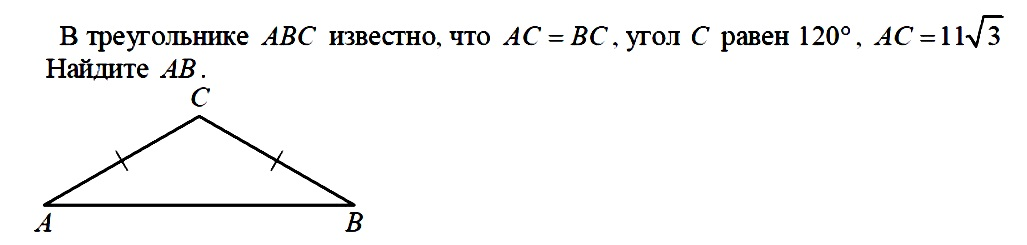 В треугольнике ABC известно, что AC = BC, угол C равен 120°, AC = 11√3
Найдите AB.
C
A
B